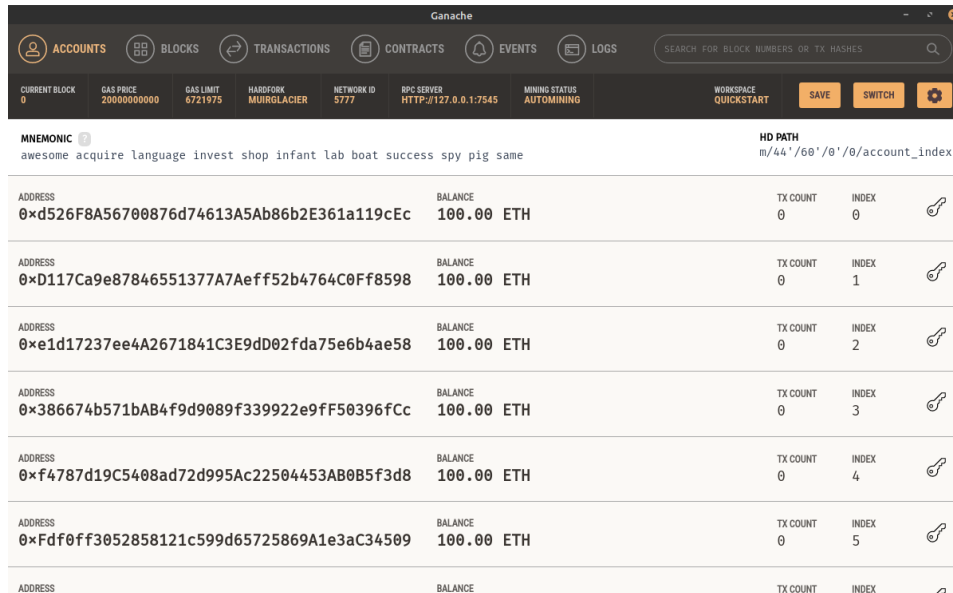 Ganache
ACCOUNTS BLOCKS TRANSACTIONS CONTRACTS EVENTS LOGS SEARCH FOR BLOCK NUMBERS OR TX HASHES
CURRENT BLOCK GAS PRICE GAS LIMIT HARDFORK NETWORK ID RPC SERVER MINING STATUS WORKSPACE
0 20000000000 6721975 MUIRGLACIER 5777 HTTP://127.0.0.1:7545 AUTOMINING QUICKSTART SAVE SWITCH
MNEMONIC ? HD PATH
awesome acquire language invest shop infant lab boat success spy pig same m/44'/60'/0'/0/account_index
ADDRESS BALANCE TX COUNT INDEX
0×d526F8A56700876d74613A5Ab86b2E361a119cEc 100.00 ETH 0 0
ADDRESS BALANCE TX COUNT INDEX
0×D117Ca9e87846551377A7Aeff52b4764C0Ff8598 100.00 ETH 0 1
ADDRESS BALANCE TX COUNT INDEX
0×e1d17237ee4A2671841C3E9dD02fda75e6b4ae58 100.00 ETH 0 2
ADDRESS BALANCE TX COUNT INDEX
0×386674b571bAB4f9d9089f339922e9fF50396fCc 100.00 ETH 0 3
ADDRESS BALANCE TX COUNT INDEX
0×f4787d19C5408ad72d995Ac22504453AB0B5f3d8 100.00 ETH 0 4
ADDRESS BALANCE TX COUNT INDEX
0×Fdf0ff3052858121c599d65725869A1e3aC34509 100.00 ETH 0 5
ADDRESS BALANCE TX COUNT INDEX